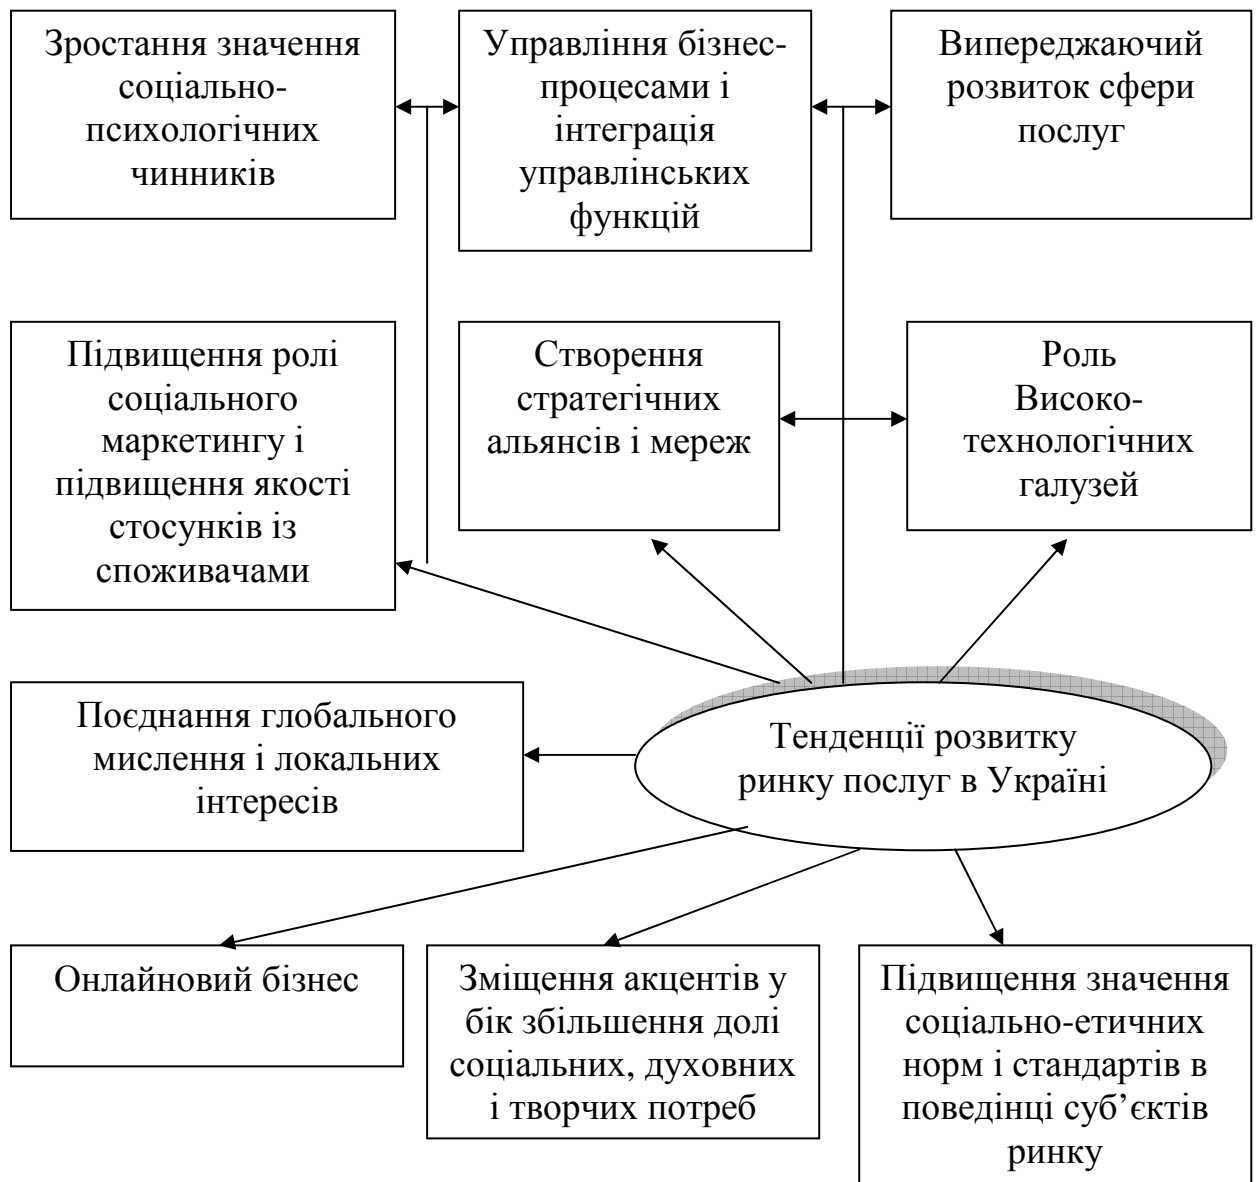 Зростання значення
соціально-
психологічних
чинників
Управління бізнес-
процесами і
інтеграція
управлінських
функцій
Випереджаючий
розвиток сфери
послуг
Підвищення ролі
соціального
маркетингу і
підвищення якості
стосунків із
споживачами
Створення
стратегічних
альянсів і мереж
Роль
Високо-
технологічних
галузей
Поєднання глобального
мислення і локальних
інтересів
Тенденції розвитку
ринку послуг в Україні
Онлайновий бізнес
Зміщення акцентів у
бік збільшення долі
соціальних, духовних
і творчих потреб
Підвищення значення
соціально-етичних
норм і стандартів в
поведінці суб’єктів
ринку